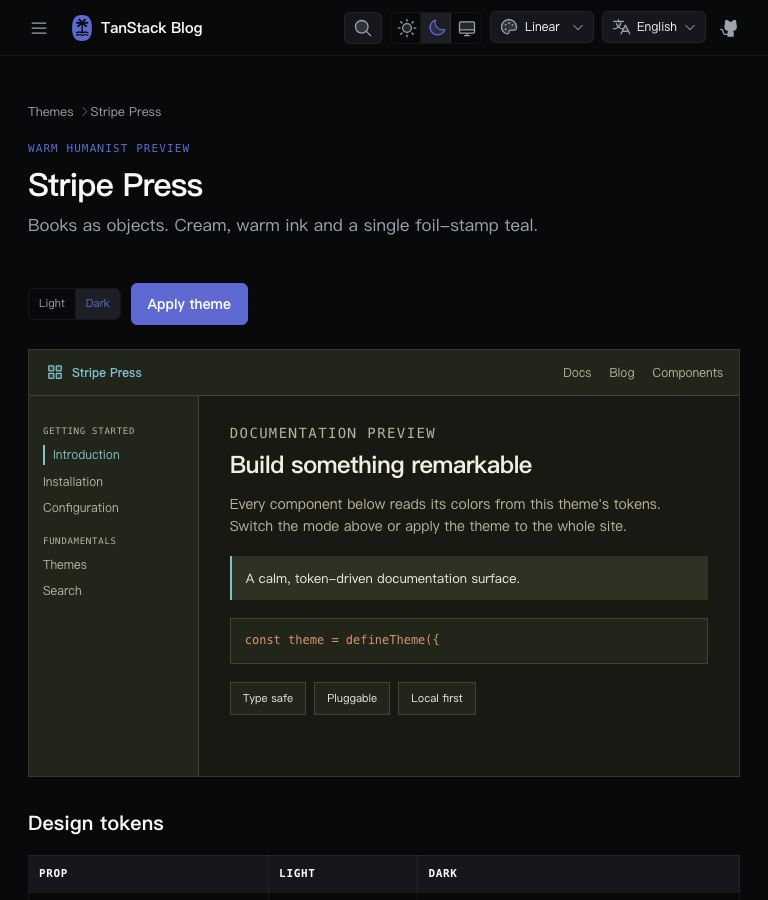 TanStack Blog
Linear
English
Themes
Stripe Press
WARM HUMANIST PREVIEW
Stripe Press
Books as objects. Cream, warm ink and a single foil-stamp teal.
Light
Dark
Apply theme
Stripe Press
Docs
Blog
Components
GETTING STARTED
Introduction
Installation
Configuration
FUNDAMENTALS
Themes
Search
DOCUMENTATION PREVIEW
Build something remarkable
Every component below reads its colors from this theme's tokens.
Switch the mode above or apply the theme to the whole site.
A calm, token-driven documentation surface.
const theme = defineTheme({
Type safe
Pluggable
Local first
Design tokens
PROP
LIGHT
DARK